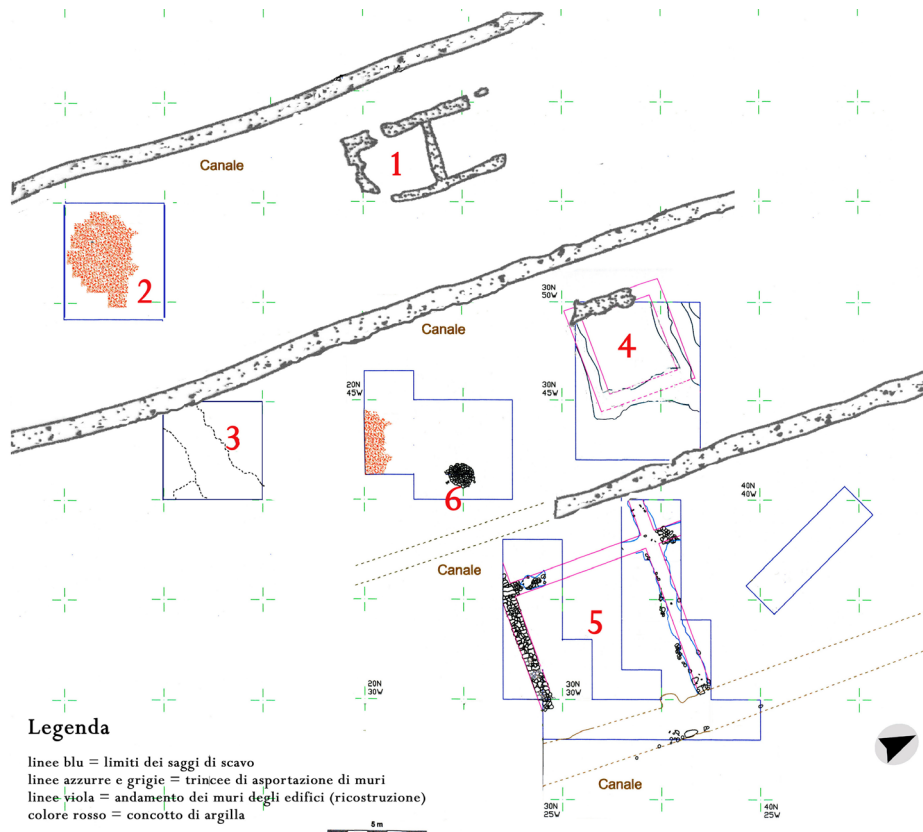 Canale
1
2
30N
50W
Canale
4
20N
45W
30N
45W
3
6
40N
40W
Canale
5
20N
30W
30N
30W
Legenda
linee blu = limiti dei saggi di scavo
linee azzurre e grigie = trincee di asportazione di muri
linee viola = andamento dei muri degli edifici (ricostruzione)
colore rosso = concotto di argilla
Canale
30N
25W
40N
25W
5 m